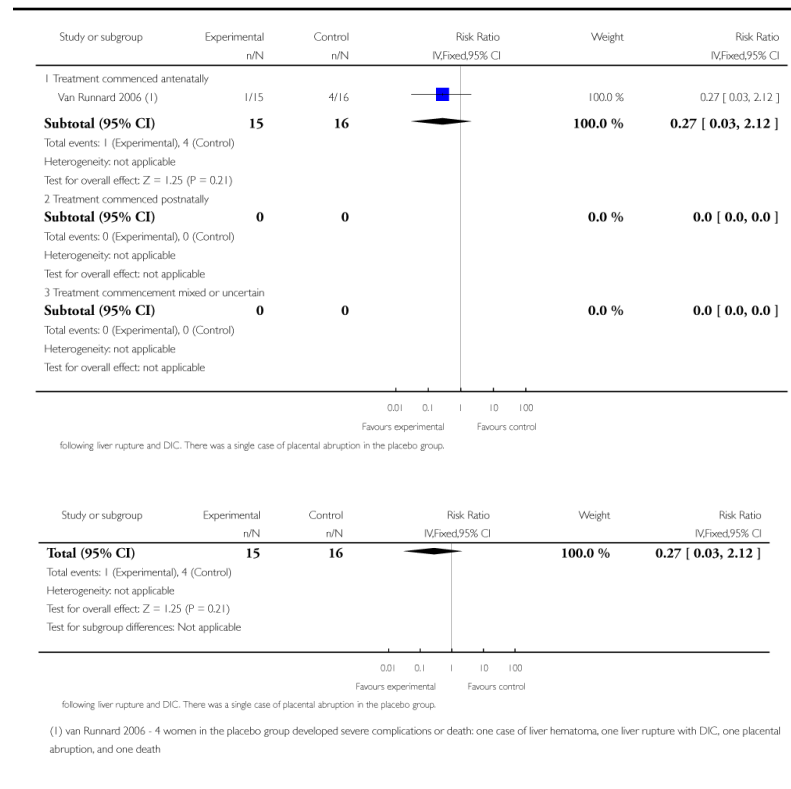 Study or subgroup Experimental Control Risk Ratio Weight Risk Ratio
n/N n/N IV,Fixed,95% CI IV,Fixed,95% CI
1 Treatment commenced antenatally
Van Runnard 2006 (1) 1/15 4/16 100.0 % 0.27 [ 0.03, 2.12 ]
Subtotal (95% CI) 15 16 100.0 % 0.27 [ 0.03, 2.12 ]
Total events: 1 (Experimental), 4 (Control)
Heterogeneity: not applicable
Test for overall effect: Z = 1.25 (P = 0.21)
2 Treatment commenced postnatally
Subtotal (95% CI) 0 0 0.0 % 0.0 [ 0.0, 0.0 ]
Total events: 0 (Experimental), 0 (Control)
Heterogeneity: not applicable
Test for overall effect: not applicable
3 Treatment commencement mixed or uncertain
Subtotal (95% CI) 0 0 0.0 % 0.0 [ 0.0, 0.0 ]
Total events: 0 (Experimental), 0 (Control)
Heterogeneity: not applicable
Test for overall effect: not applicable
0.01 0.1 1 10 100
Favours experimental Favours control
following liver rupture and DIC. There was a single case of placental abruption in the placebo group.
Study or subgroup Experimental Control Risk Ratio Weight Risk Ratio
n/N n/N IV,Fixed,95% CI IV,Fixed,95% CI
Total (95% CI) 15 16 100.0 % 0.27 [ 0.03, 2.12 ]
Total events: 1 (Experimental), 4 (Control)
Heterogeneity: not applicable
Test for overall effect: Z = 1.25 (P = 0.21)
Test for subgroup differences: Not applicable
0.01 0.1 1 10 100
Favours experimental Favours control
following liver rupture and DIC. There was a single case of placental abruption in the placebo group.
(1) van Runnard 2006 - 4 women in the placebo group developed severe complications or death: one case of liver hematoma, one liver rupture with DIC, one placental
abruption, and one death